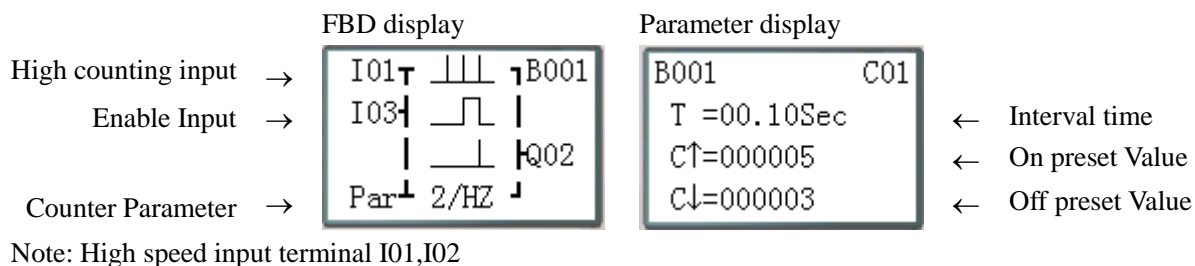 FBD display
Parameter display
High counting input → I01 B001
Enable Input → I03
Q02
Counter Parameter → Par 2/HZ
B001 C01
T =00.10Sec ← Interval time
C↑=000005 ← On preset Value
C↓=000003 ← Off preset Value
Note: High speed input terminal I01,I02